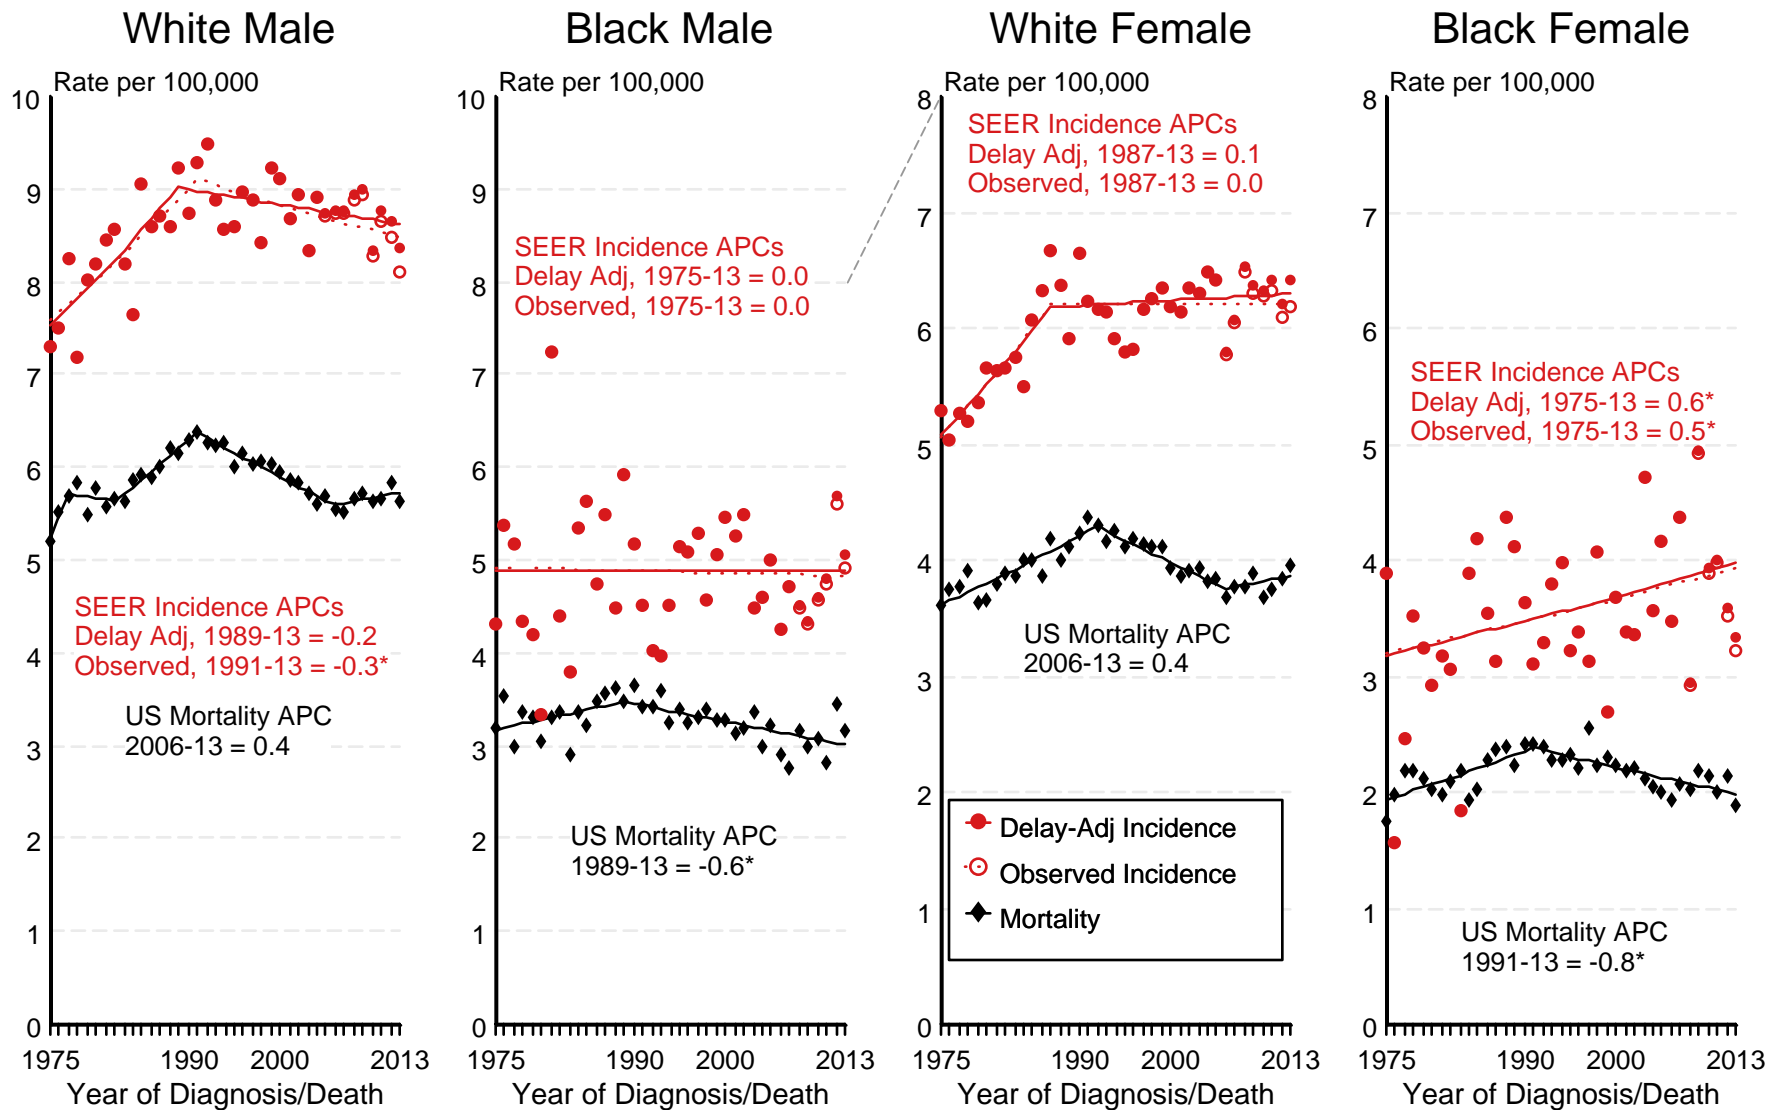 White Male
Rate per 100,000
10
9
8
7
6
5
4
3
2
1
0
SEER Incidence APCs
Delay Adj, 1989-13 = -0.2
Observed, 1991-13 = -0.3*
US Mortality APC
2006-13 = 0.4
1975 1990 2000 2013
Year of Diagnosis/Death
Black Male
Rate per 100,000
10
9
8
7
6
5
4
3
2
1
0
SEER Incidence APCs
Delay Adj, 1975-13 = 0.0
Observed, 1975-13 = 0.0
US Mortality APC
1989-13 = -0.6*
1975 1990 2000 2013
Year of Diagnosis/Death
White Female
Rate per 100,000
8
7
6
5
4
3
2
1
0
SEER Incidence APCs
Delay Adj, 1987-13 = 0.1
Observed, 1987-13 = 0.0
US Mortality APC
2006-13 = 0.4
Delay-Adj Incidence
Observed Incidence
Mortality
1975 1990 2000 2013
Year of Diagnosis/Death
Black Female
Rate per 100,000
8
7
6
5
4
3
2
1
0
SEER Incidence APCs
Delay Adj, 1975-13 = 0.6*
Observed, 1975-13 = 0.5*
US Mortality APC
1991-13 = -0.8*
1975 1990 2000 2013
Year of Diagnosis/Death